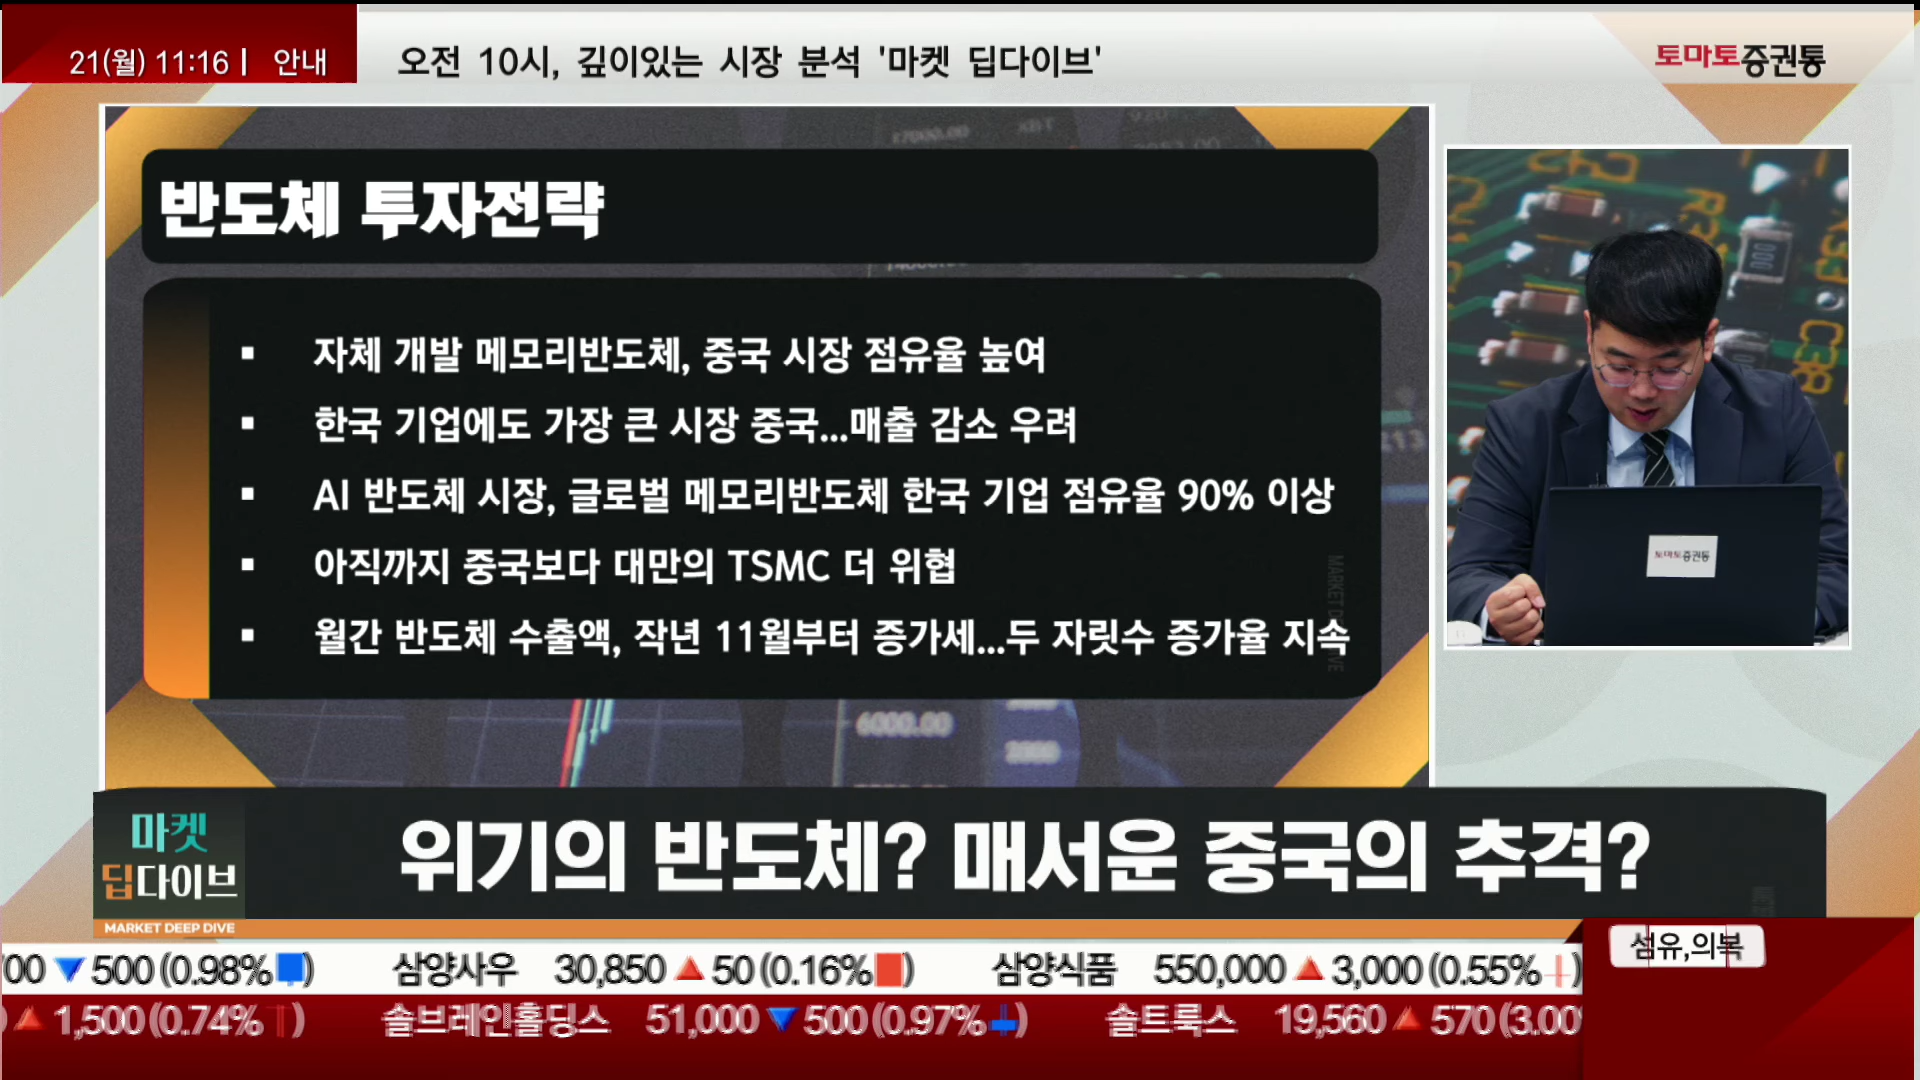 21(월) 11:16 | 안내
오전 10시, 깊이있는 시장 분석 '마켓 딥다이브'
토마토증권통
반도체 투자전략
▪ 자체 개발 메모리반도체, 중국 시장 점유율 높여
▪ 한국 기업에도 가장 큰 시장 중국...매출 감소 우려
▪ AI 반도체 시장, 글로벌 메모리반도체 한국 기업 점유율 90% 이상
▪ 아직까지 중국보다 대만의 TSMC 더 위협
▪ 월간 반도체 수출액, 작년 11월부터 증가세...두 자릿수 증가율 지속
6000.00
토마토증권통
마켓
딥다이브
MARKET DEEP DIVE
위기의 반도체? 매서운 중국의 추격?
00 ▼ 500 (0.98%) 삼양사우 30,850 ▲ 50 (0.16%) 삼양식품 550,000 ▲ 3,000 (0.55%)
섬유,의복
▲ 1,500 (0.74%) 솔브레인홀딩스 51,000 ▼ 500 (0.97%) 솔트룩스 19,560 ▲ 570 (3.00